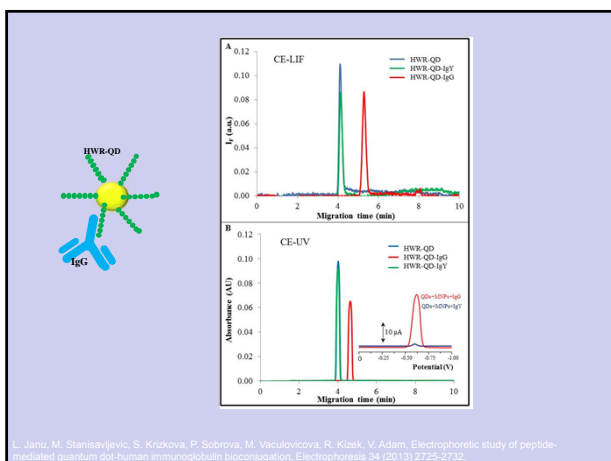 A
CE-LIF
HWR-QD
HWR-QD-IgY
HWR-QD-IgG
0.12
0.10
0.08
0.06
0.04
0.02
0.00
I_F (a.u.)
0 2 4 6 8 10
Migration time (min)
HWR-QD
IgG
B
CE-UV
HWR-QD
HWR-QD-IgG
HWR-QD-IgY
0.12
0.10
0.08
0.06
0.04
0.02
0.00
Absorbance (AU)
0 2 4 6 8 10
Migration time (min)
QDs+MNPs+IgG
QDs+MNPs+IgY
10 µA
0 -0.25 -0.50 -0.75 -1.00
Potential (V)
L. Janu, M. Stanisavljevic, S. Krizkova, P. Sobrova, M. Vaculovicova, R. Kizek, V. Adam, Electrophoretic study of peptide-
mediated quantum dot-human immunoglobulin bioconjugation, Electrophoresis 34 (2013) 2725-2732.